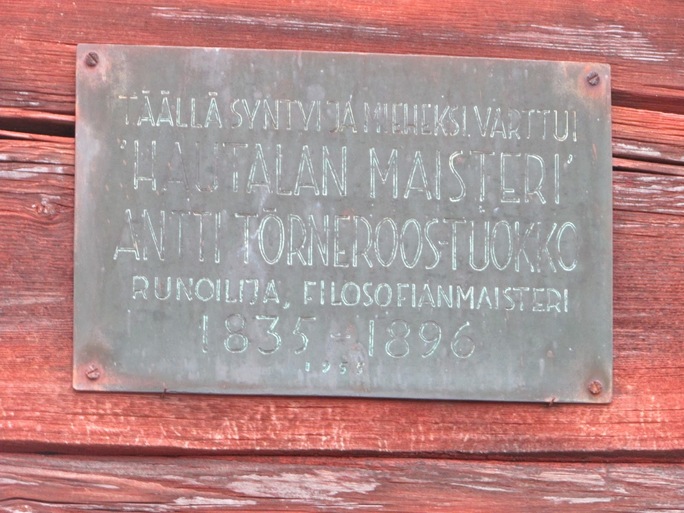 TÄÄLLÄ SYNTYI JA MIEHEKSI VARTTUI
'HAUTALAN MAISTERI'
ANTTI TÖRNEROOS-TUOKKO
RUNOILIJA, FILOSOFIANMAISTERI
1835 - 1896